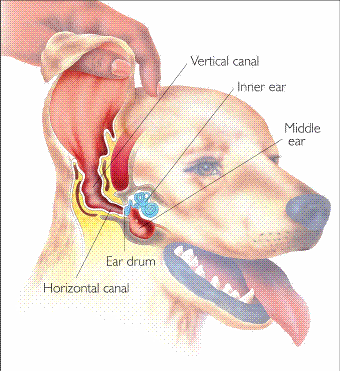 Vertical canal
Inner ear
Middle
ear
Ear drum
Horizontal canal